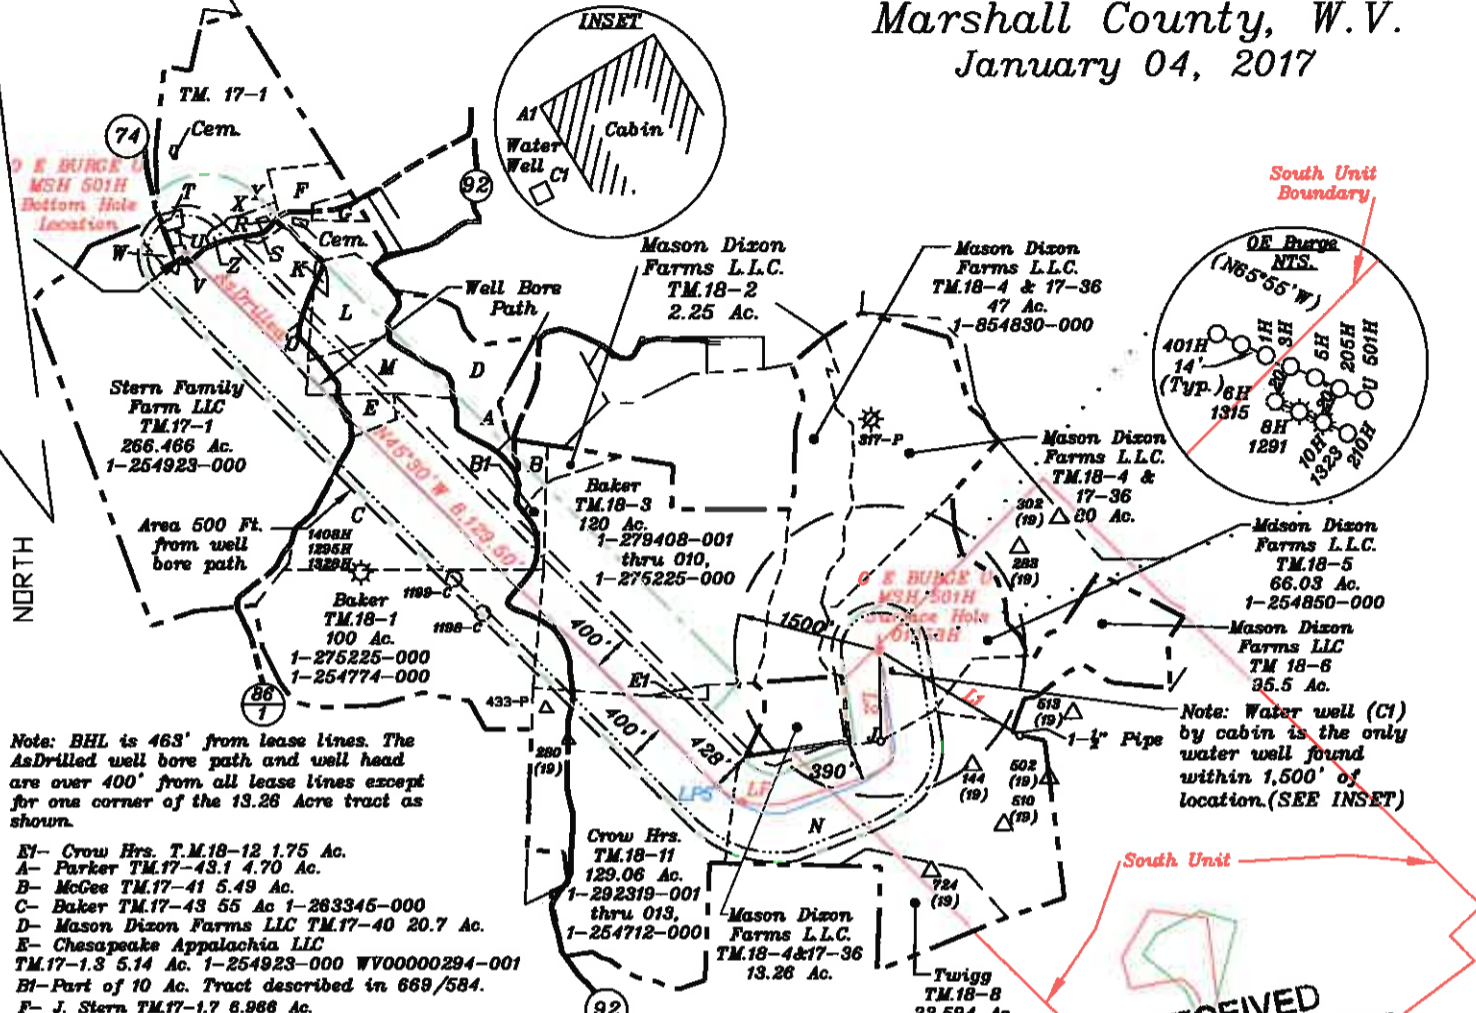 Marshall County, W.V.
January 04, 2017
INSET
A1
Cabin
Water
Well
C1
TM. 17-1
Cem.
74
92
E BURGE U
MSH 501H
Bottom Hole
Location
T
X
Y
F
G
R
U
S
Cem.
W
Z
V
K
L
AsDrilled
Well Bore
Path
Mason Dixon
Farms L.L.C.
TM.18-2
2.25 Ac.
Mason Dixon
Farms L.L.C.
TM.18-4 & 17-36
47 Ac.
1-854830-000
South Unit
Boundary
OE Burge
NTS.
(N65°55'W)
401H
14'
(Typ.)
1H
3H
5H
205H
501H
U
20
20
6H
1315
8H
1291
10H
1323
210H
M
D
E
A
B1
B
Stern Family
Farm LLC
TM.17-1
266.466 Ac.
1-254923-000
N45°30'W 8,129.50'
317-P
Mason Dixon
Farms L.L.C.
TM.18-4 &
17-36
80 Ac.
302
(19)
283
(19)
Area 500 Ft.
from well
bore path
C
1408H
1295H
1328H
Baker
TM.18-3
120 Ac.
1-279408-001
thru 010,
1-275225-000
Mason Dixon
Farms L.L.C.
TM.18-5
66.03 Ac.
1-254850-000
NORTH
Baker
TM.18-1
100 Ac.
1-275225-000
1-254774-000
1199-C
1198-C
E BURGE U
MSH 501H
Surface Hole
1500'
400'
400'
Mason Dixon
Farms LLC
TM 18-6
95.5 Ac.
86
1
E1
433-P
280
(19)
428'
390'
L1
J
LPS
LP
N
513
(19)
1-½" Pipe
144
(19)
502
(19)
510
(19)
724
(19)
Note: Water well (C1)
by cabin is the only
water well found
within 1,500' of
location.(SEE INSET)
Note: BHL is 463' from lease lines. The
AsDrilled well bore path and well head
are over 400' from all lease lines except
for one corner of the 13.26 Acre tract as
shown.
E1- Crow Hrs. T.M.18-12 1.75 Ac.
A- Parker TM.17-43.1 4.70 Ac.
B- McGee TM.17-41 5.49 Ac.
C- Baker TM.17-43 55 Ac 1-263345-000
D- Mason Dixon Farms LLC TM.17-40 20.7 Ac.
E- Chesapeake Appalachia LLC
TM.17-1.3 5.14 Ac. 1-254923-000 WV00000294-001
B1-Part of 10 Ac. Tract described in 669/584.
F- J. Stern TM.17-1.7 6.966 Ac.
Crow Hrs.
TM.18-11
129.06 Ac.
1-292319-001
thru 013,
1-254712-000
Mason Dixon
Farms L.L.C.
TM.18-4&17-36
13.26 Ac.
92
Twigg
TM.18-8
South Unit